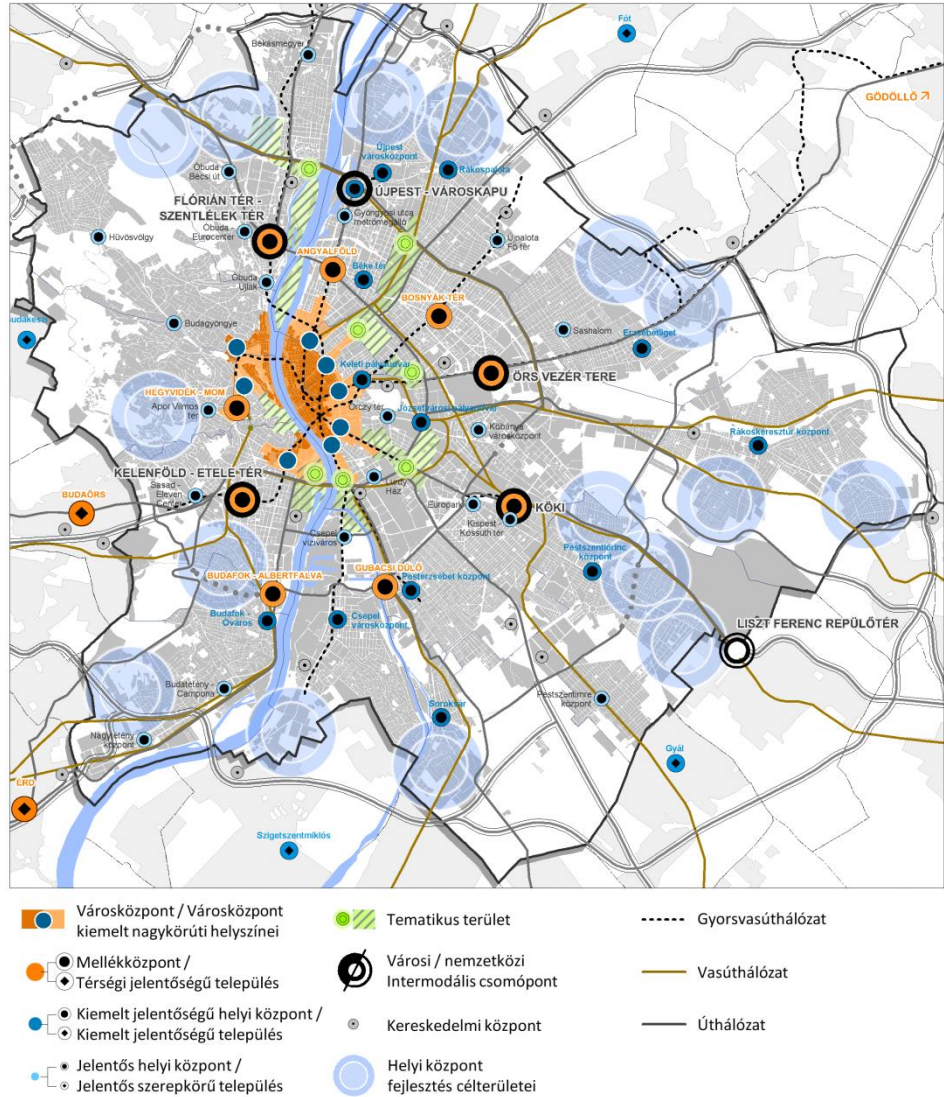 Fót
Békásmegyer
GÖDÖLLŐ
Újpest
városközpont
Rákospalota
Óbuda
Bécsi út
ÚJPEST - VÁROSKAPU
FLÓRIÁN TÉR -
SZENTLÉLEK TÉR
Gyöngyösi utca
metrómegálló
Óbuda -
Eurocenter
Hűvösvölgy
Újpalota
Fő tér
ANGYALFÖLD
Béke tér
Óbuda
Újlak
BOSNYÁK TÉR
Budakeszi
Budagyöngye
Sashalom
Erzsébetliget
Keleti pályaudvar
ÖRS VEZÉR TERE
HEGYVIDÉK - MOM
Apor Vilmos
tér
Orczy tér
Józsefvárosi pályaudvar
Kőbánya
városközpont
Rákoskeresztúr központ
KELENFÖLD - ETELE TÉR
Sasad -
Eleven
Center
Lurdy
Ház
BUDAÖRS
Europark
KÖKI
Kispest -
Kossuth tér
Csepel
víziváros
Pestszentlőrinc
központ
BUDAFOK - ALBERTFALVA
GUBACSI DŰLŐ
Pesterzsébet központ
Budafok -
Óváros
Csepel
városközpont
LISZT FERENC REPÜLŐTÉR
Budatétény -
Campona
Pestszentimre
központ
Soroksár
Nagytétény
központ
Gyál
ÉRD
Szigetszentmiklós
Városközpont / Városközpont
kiemelt nagykörúti helyszínei
Mellékközpont /
Térségi jelentőségű település
Kiemelt jelentőségű helyi központ /
Kiemelt jelentőségű település
Jelentős helyi központ /
Jelentős szerepkörű település
Tematikus terület
Városi / nemzetközi
Intermodális csomópont
Kereskedelmi központ
Helyi központ
fejlesztés célterületei
Gyorsvasúthálózat
Vasúthálózat
Úthálózat